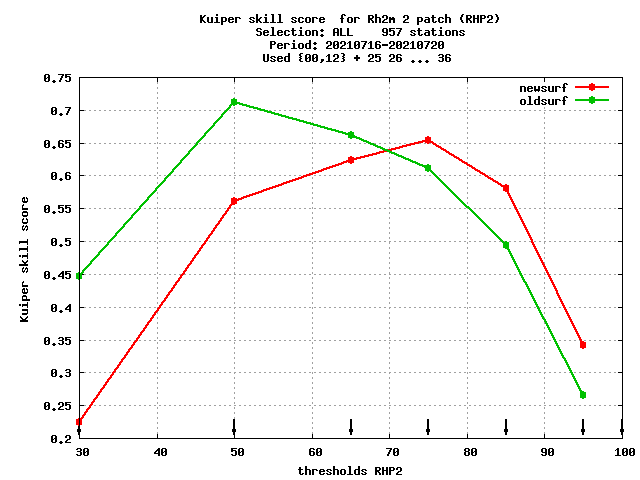 Kuiper skill score  for Rh2m 2 patch (RHP2)
Selection: ALL    957 stations
Period: 20210716-20210720
Used {00,12} + 25 26 ... 36
newsurf
oldsurf
0.75
0.7
0.65
0.6
0.55
0.5
0.45
0.4
0.35
0.3
0.25
0.2
Kuiper skill score
30 40 50 60 70 80 90 100
thresholds RHP2